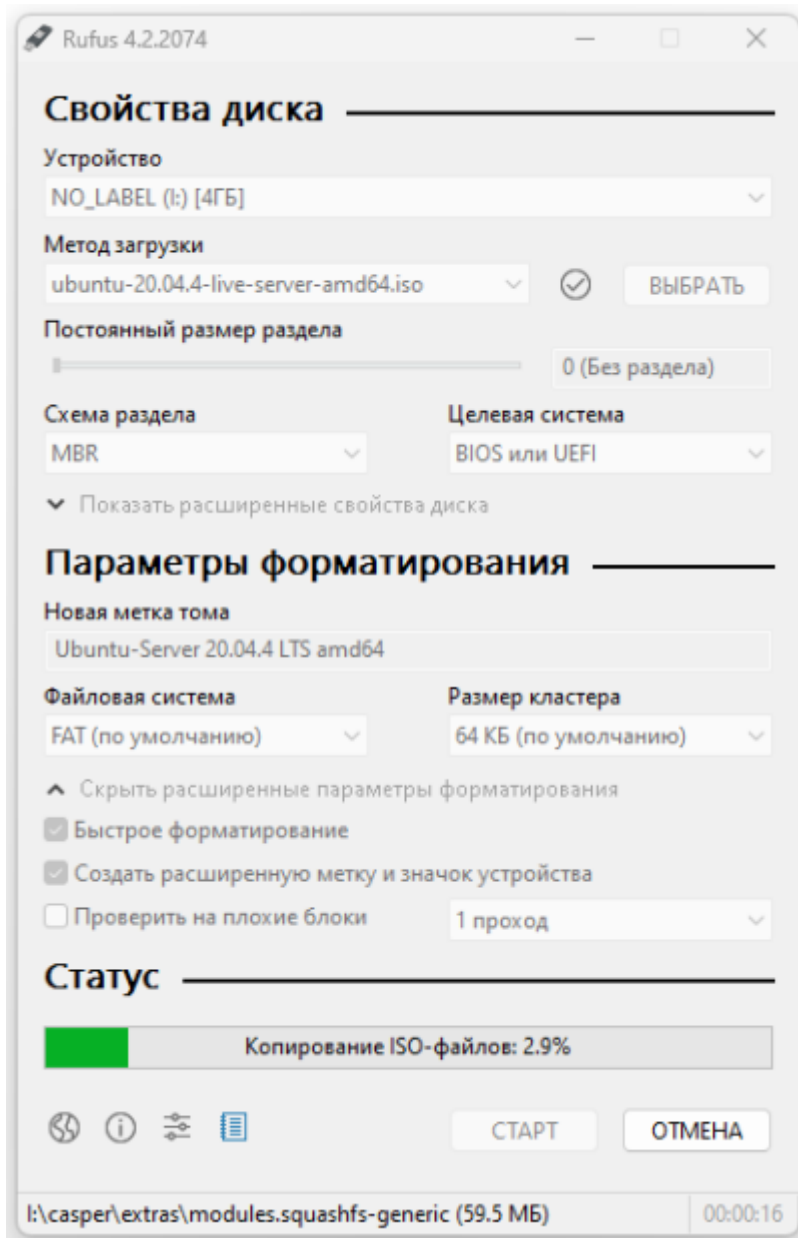 Rufus 4.2.2074
Свойства диска
Устройство
NO_LABEL (I:) [4ГБ]
Метод загрузки
ubuntu-20.04.4-live-server-amd64.iso
ВЫБРАТЬ
Постоянный размер раздела
0 (Без раздела)
Схема раздела
Целевая система
MBR
BIOS или UEFI
Показать расширенные свойства диска
Параметры форматирования
Новая метка тома
Ubuntu-Server 20.04.4 LTS amd64
Файловая система
Размер кластера
FAT (по умолчанию)
64 КБ (по умолчанию)
Скрыть расширенные параметры форматирования
Быстрое форматирование
Создать расширенную метку и значок устройства
Проверить на плохие блоки
1 проход
Статус
Копирование ISO-файлов: 2.9%
СТАРТ
ОТМЕНА
I:\casper\extras\modules.squashfs-generic (59.5 МБ)
00:00:16